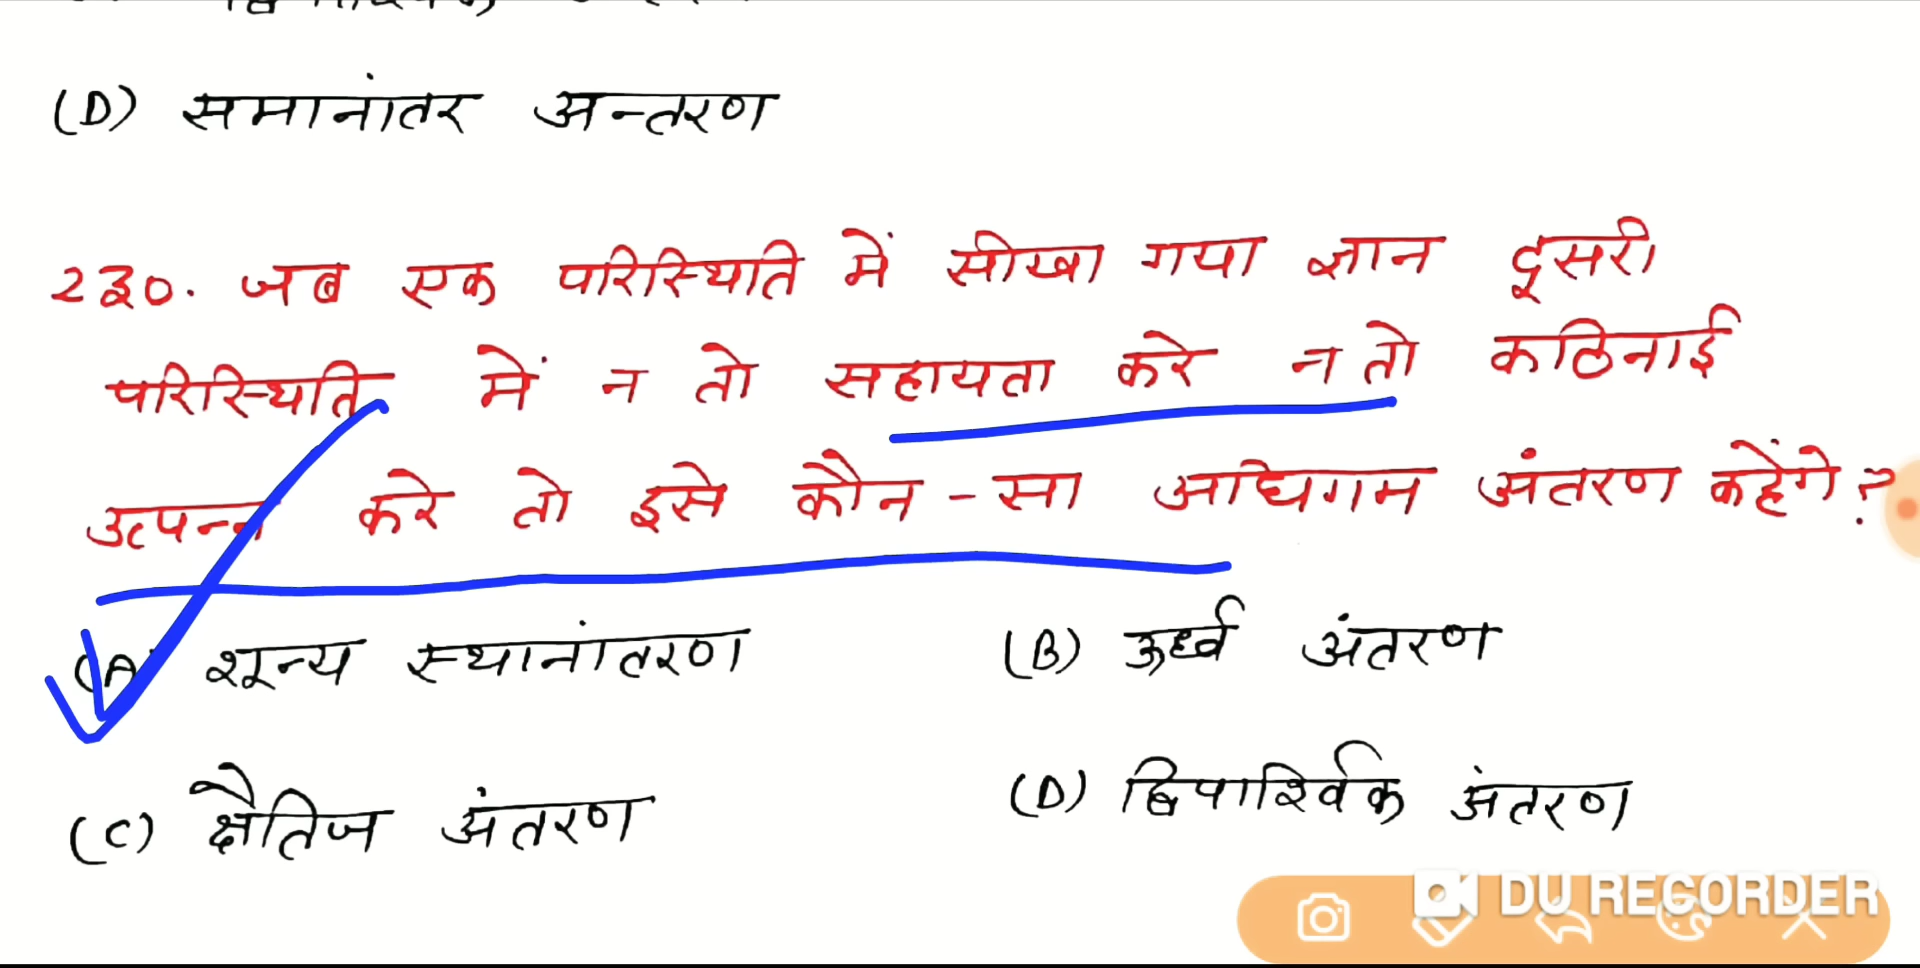 (D) समानांतर अन्तरण
230. जब एक परिस्थिति में सीखा गया ज्ञान दूसरी
परिस्थिति में न तो सहायता करे न तो कठिनाई
उत्पन्न करे तो इसे कौन-सा अधिगम अंतरण कहेंगे?
(A) शून्य स्थानांतरण (B) ऊर्ध्व अंतरण
(C) क्षैतिज अंतरण (D) द्विपार्श्विक अंतरण
DU RECORDER